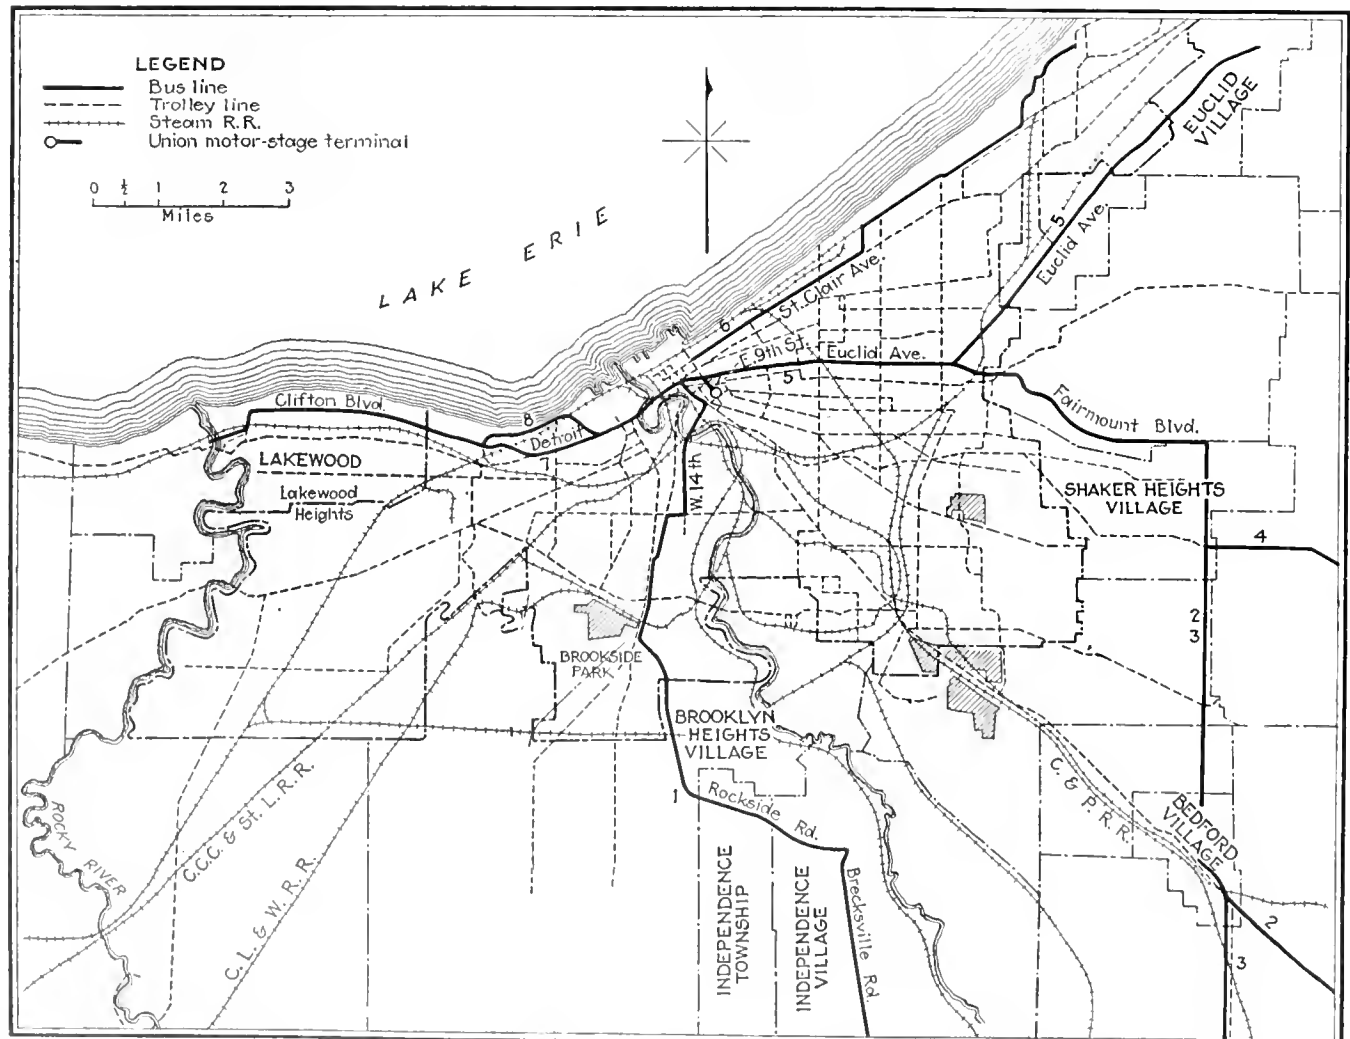 LEGEND
Bus line
Trolley line
Steam R.R.
Union motor-stage terminal
0 ½ 1 2 3
Miles
LAKE ERIE
EUCLID
VILLAGE
5
Euclid Ave.
St. Clair Ave.
6
E. 9th St.
Euclid Ave.
5
Fairmount Blvd.
Clifton Blvd.
8
Detroit
LAKEWOOD
Lakewood
Heights
W. 14th
SHAKER HEIGHTS
VILLAGE
4
2
3
BROOKSIDE
PARK
BROOKLYN
HEIGHTS
VILLAGE
1
Rockside Rd.
C. & P. R. R.
BEDFORD
VILLAGE
ROCKY RIVER
C.C.C. & St. L. R. R.
C. L. & W. R. R.
INDEPENDENCE
TOWNSHIP
INDEPENDENCE
VILLAGE
Brecksville Rd.
2
3